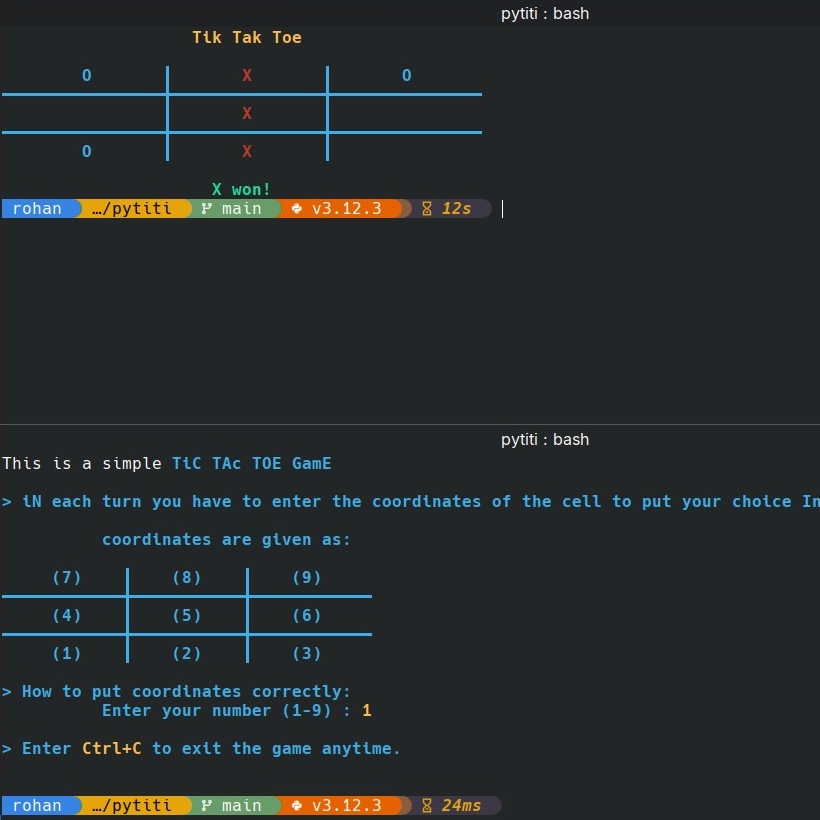 pytiti : bash
Tik Tak Toe
O X O
X
O X
X won!
rohan …/pytiti main v3.12.3 12s
pytiti : bash
This is a simple TiC TAc TOE GamE
> iN each turn you have to enter the coordinates of the cell to put your choice In
coordinates are given as:
(7) (8) (9)
(4) (5) (6)
(1) (2) (3)
> How to put coordinates correctly:
Enter your number (1-9) : 1
> Enter Ctrl+C to exit the game anytime.
rohan …/pytiti main v3.12.3 24ms